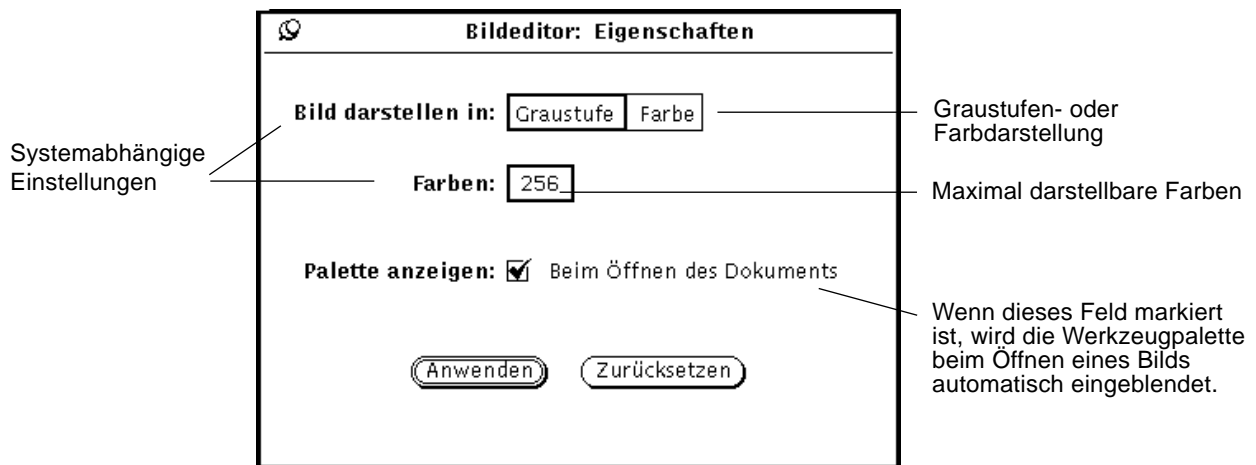 Bildeditor: Eigenschaften
Bild darstellen in: Graustufe Farbe
Graustufen- oder
Farbdarstellung
Systemabhängige
Einstellungen
Farben: 256
Maximal darstellbare Farben
Palette anzeigen: Beim Öffnen des Dokuments
Wenn dieses Feld markiert
ist, wird die Werkzeugpalette
beim Öffnen eines Bilds
automatisch eingeblendet.
Anwenden Zurücksetzen